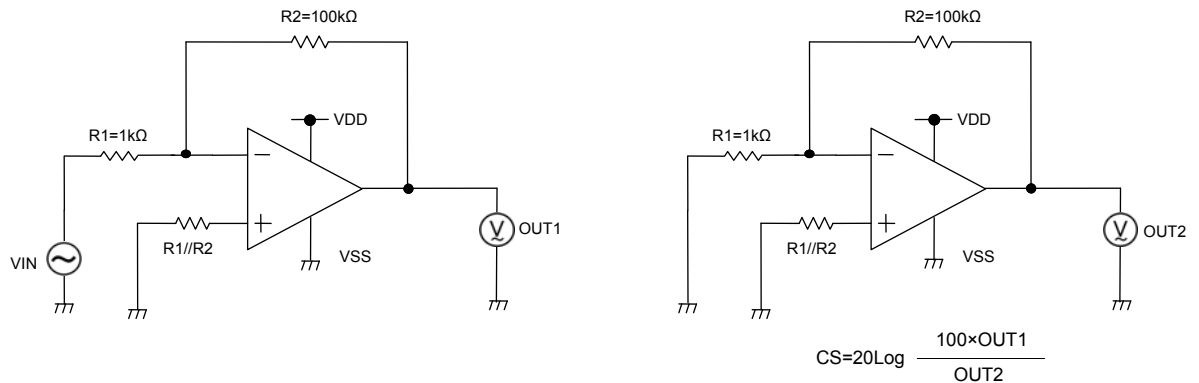 R2=100kΩ
R1=1kΩ
VDD
−
+
R1//R2
VSS
VIN
V
OUT1
R2=100kΩ
R1=1kΩ
VDD
−
+
R1//R2
VSS
V
OUT2
CS=20Log 100×OUT1
OUT2